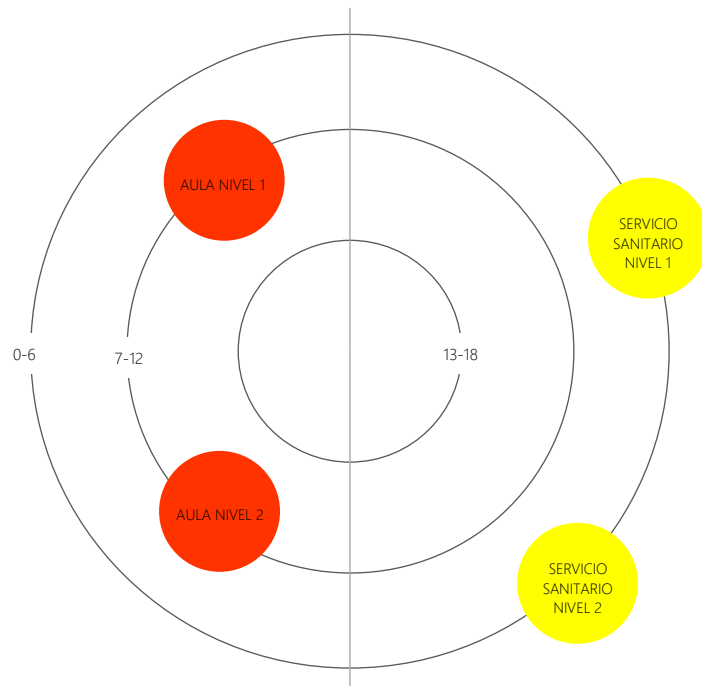 AULA NIVEL 1
SERVICIO
SANITARIO
NIVEL 1
0-6
7-12
13-18
AULA NIVEL 2
SERVICIO
SANITARIO
NIVEL 2